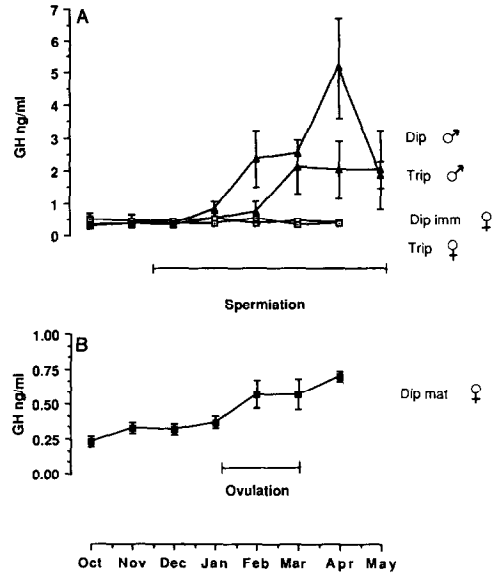 A
7
6
5
4
3
2
1
0
GH ng/ml
Dip ♂
Trip ♂
Dip imm ♀
Trip ♀
Spermiation
B
1.00
0.75
0.50
0.25
0.00
GH ng/ml
Dip mat ♀
Ovulation
Oct Nov Dec Jan Feb Mar Apr May